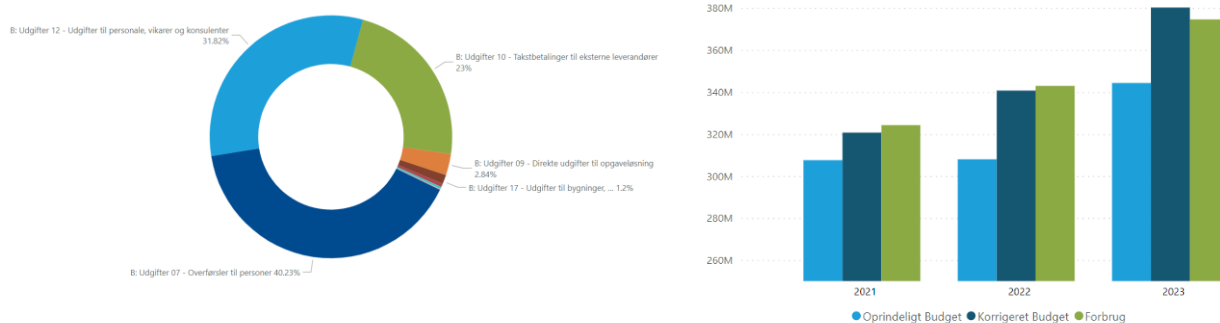 B: Udgifter 12 - Udgifter til personale, vikarer og konsulenter
31.82%
B: Udgifter 10 - Takstbetalinger til eksterne leverandører
23%
B: Udgifter 09 - Direkte udgifter til opgaveløsning
2.84%
B: Udgifter 17 - Udgifter til bygninger, ... 1.2%
B: Udgifter 07 - Overførsler til personer 40,23%
380M
360M
340M
320M
300M
280M
260M
2021
2022
2023
Oprindeligt Budget Korrigeret Budget Forbrug